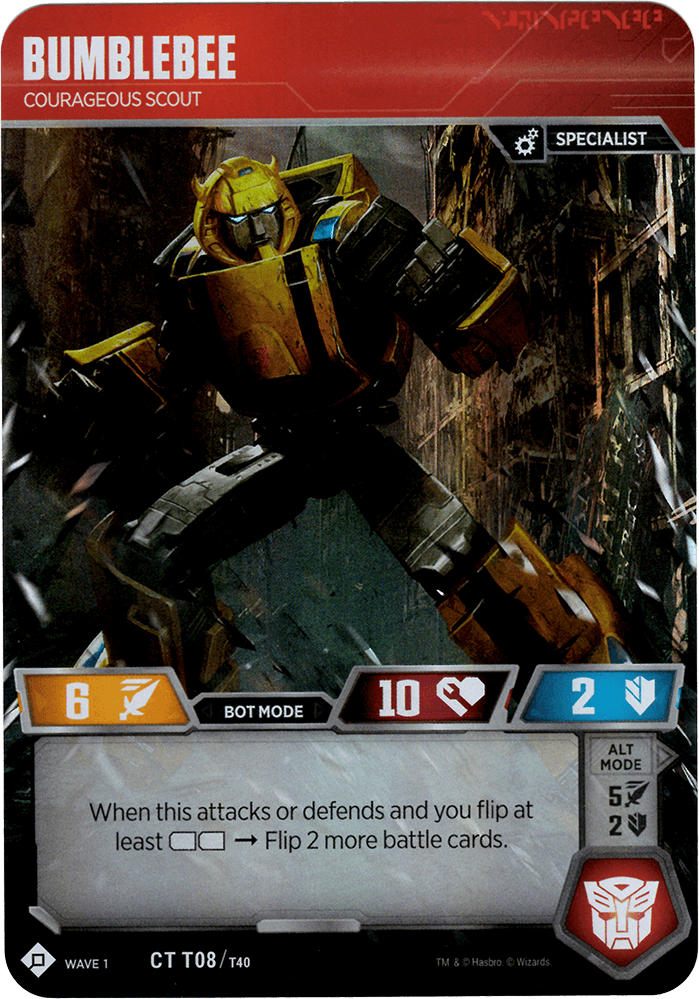 BUMBLEBEE
COURAGEOUS SCOUT
SPECIALIST
6
BOT MODE
10
2
ALT
MODE
5
2
When this attacks or defends and you flip at
least → Flip 2 more battle cards.
WAVE 1
CT T08/T40
TM & © Hasbro. © Wizards.